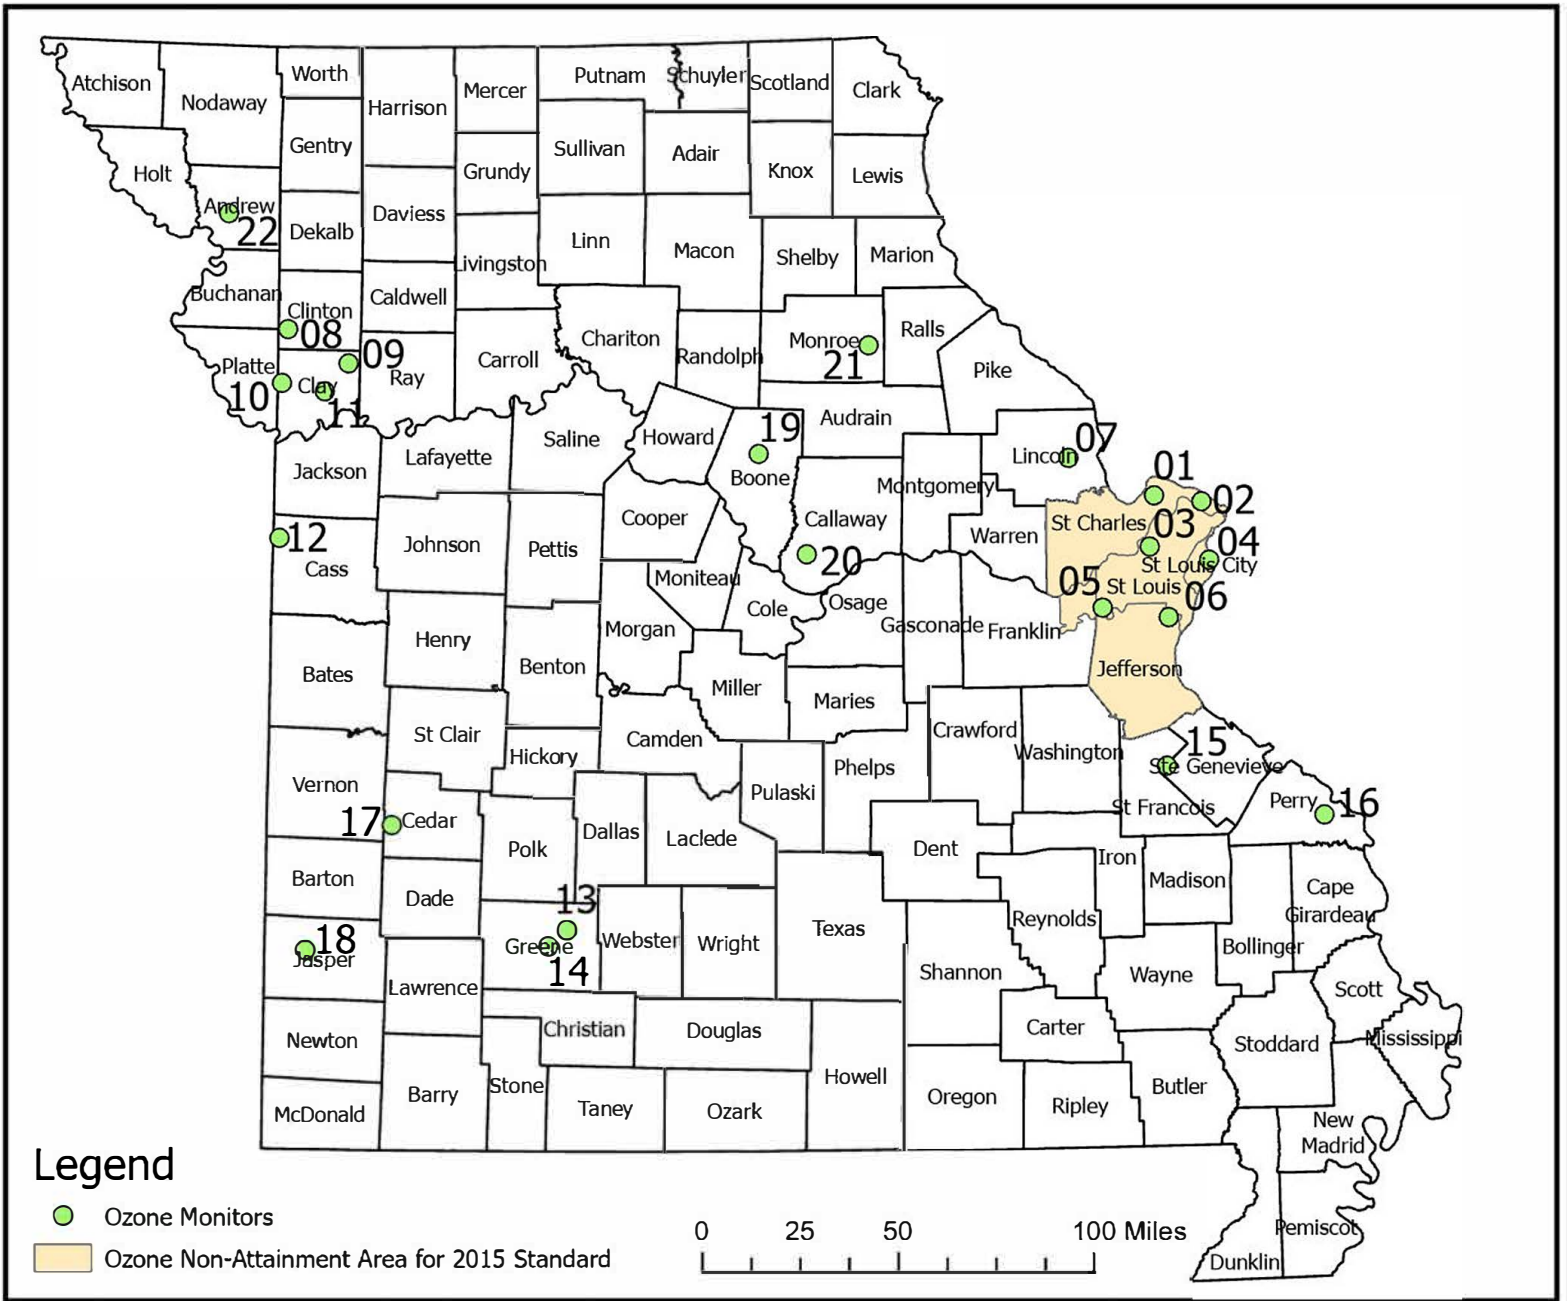 Atchison
Nodaway
Worth
Harrison
Mercer
Putnam
Schuyler
Scotland
Clark
Gentry
Holt
Sullivan
Adair
Grundy
Knox
Lewis
Andrew
22
Dekalb
Daviess
Linn
Macon
Shelby
Marion
Livingston
Buchanan
Clinton
08
Caldwell
Chariton
Randolph
Monroe
21
Ralls
Pike
Platte
10
Clay
11
09
Ray
Carroll
Audrain
Howard
19
Boone
Saline
Jackson
Lafayette
Lincoln
07
Montgomery
01
02
St Charles
03
04
St Louis City
05
St Louis
06
Cooper
Callaway
20
Warren
12
Cass
Johnson
Pettis
Moniteau
Cole
Osage
Gasconade
Franklin
Morgan
Henry
Benton
Bates
Miller
Maries
Jefferson
St Clair
Hickory
Camden
Crawford
Washington
15
Ste Genevieve
Vernon
Pulaski
Phelps
St Francois
Perry
16
17
Cedar
Polk
Dallas
Laclede
Dent
Iron
Barton
Dade
Madison
Cape
Girardeau
13
Greene
14
Webster
Wright
Texas
Reynolds
Bollinger
18
Jasper
Lawrence
Shannon
Wayne
Scott
Newton
Christian
Douglas
Carter
Stoddard
Mississippi
McDonald
Barry
Stone
Taney
Ozark
Howell
Oregon
Ripley
Butler
New
Madrid
Pemiscot
Dunklin
Legend
Ozone Monitors
Ozone Non-Attainment Area for 2015 Standard
0 25 50 100 Miles